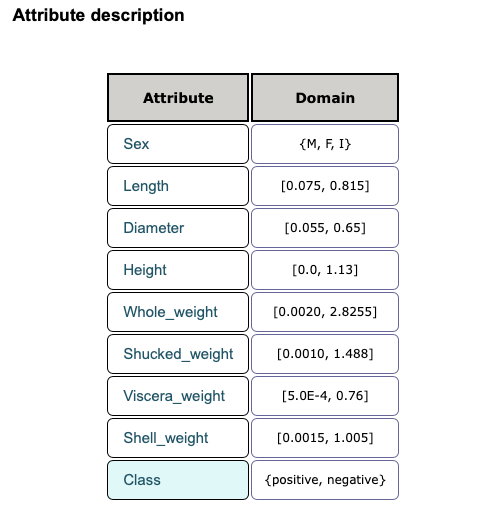 Attribute description
Attribute Domain
Sex {M, F, I}
Length [0.075, 0.815]
Diameter [0.055, 0.65]
Height [0.0, 1.13]
Whole_weight [0.0020, 2.8255]
Shucked_weight [0.0010, 1.488]
Viscera_weight [5.0E-4, 0.76]
Shell_weight [0.0015, 1.005]
Class {positive, negative}